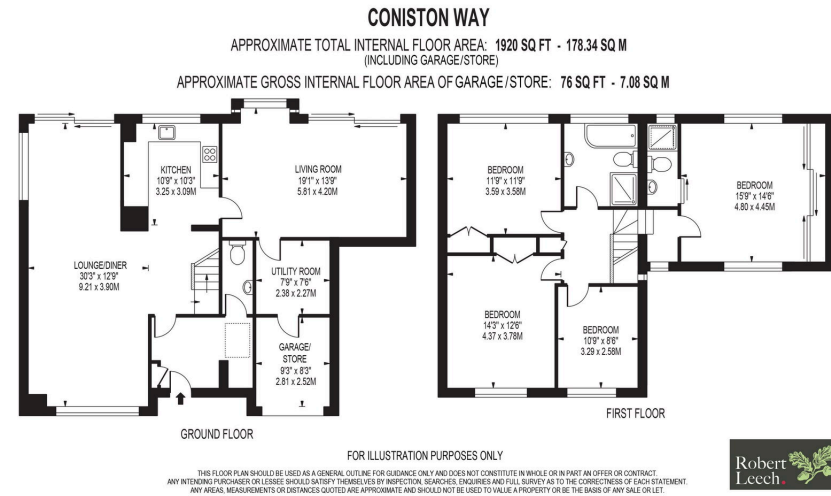 CONISTON WAY
APPROXIMATE TOTAL INTERNAL FLOOR AREA: 1920 SQ FT - 178.34 SQ M
(INCLUDING GARAGE/STORE)
APPROXIMATE GROSS INTERNAL FLOOR AREA OF GARAGE/STORE: 76 SQ FT - 7.08 SQ M
KITCHEN
10'9" x 10'3"
3.25 x 3.09M
LIVING ROOM
19'1" x 13'9"
5.81 x 4.20M
LOUNGE/DINER
30'3" x 12'9"
9.21 x 3.90M
UTILITY ROOM
7'9" x 7'6"
2.38 x 2.27M
GARAGE/
STORE
9'3" x 8'3"
2.81 x 2.52M
GROUND FLOOR
BEDROOM
11'9" x 11'9"
3.59 x 3.58M
BEDROOM
15'9" x 14'6"
4.80 x 4.45M
BEDROOM
14'3" x 12'6"
4.37 x 3.78M
BEDROOM
10'9" x 8'6"
3.29 x 2.58M
FIRST FLOOR
FOR ILLUSTRATION PURPOSES ONLY
THIS FLOOR PLAN SHOULD BE USED AS A GENERAL OUTLINE FOR GUIDANCE ONLY AND DOES NOT CONSTITUTE IN WHOLE OR IN PART AN OFFER OR CONTRACT.
ANY INTENDING PURCHASER OR LESSEE SHOULD SATISFY THEMSELVES BY INSPECTION, SEARCHES, ENQUIRIES AND FULL SURVEY AS TO THE CORRECTNESS OF EACH STATEMENT.
ANY AREAS, MEASUREMENTS OR DISTANCES QUOTED ARE APPROXIMATE AND SHOULD NOT BE USED TO VALUE A PROPERTY OR BE THE BASIS OF ANY SALE OR LET.
Robert
Leech.